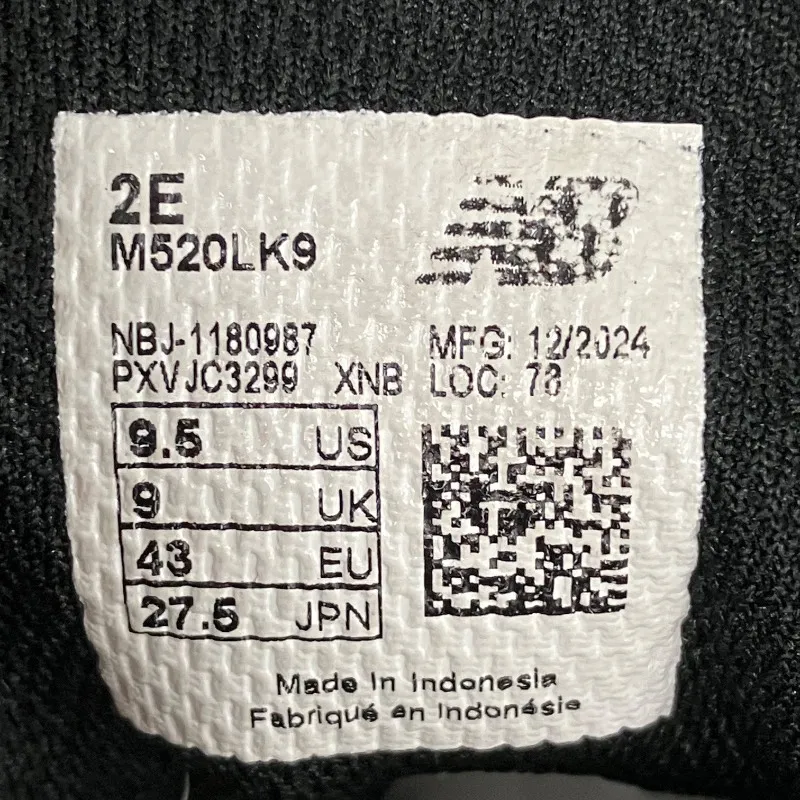 2E
M520LK9
NB
NBJ-1180987
MFG: 12/2024
PXVJC3299 XNB LOC: 78
9.5 US
9 UK
43 EU
27.5 JPN
Made In Indonesia
Fabriqué en Indonésie